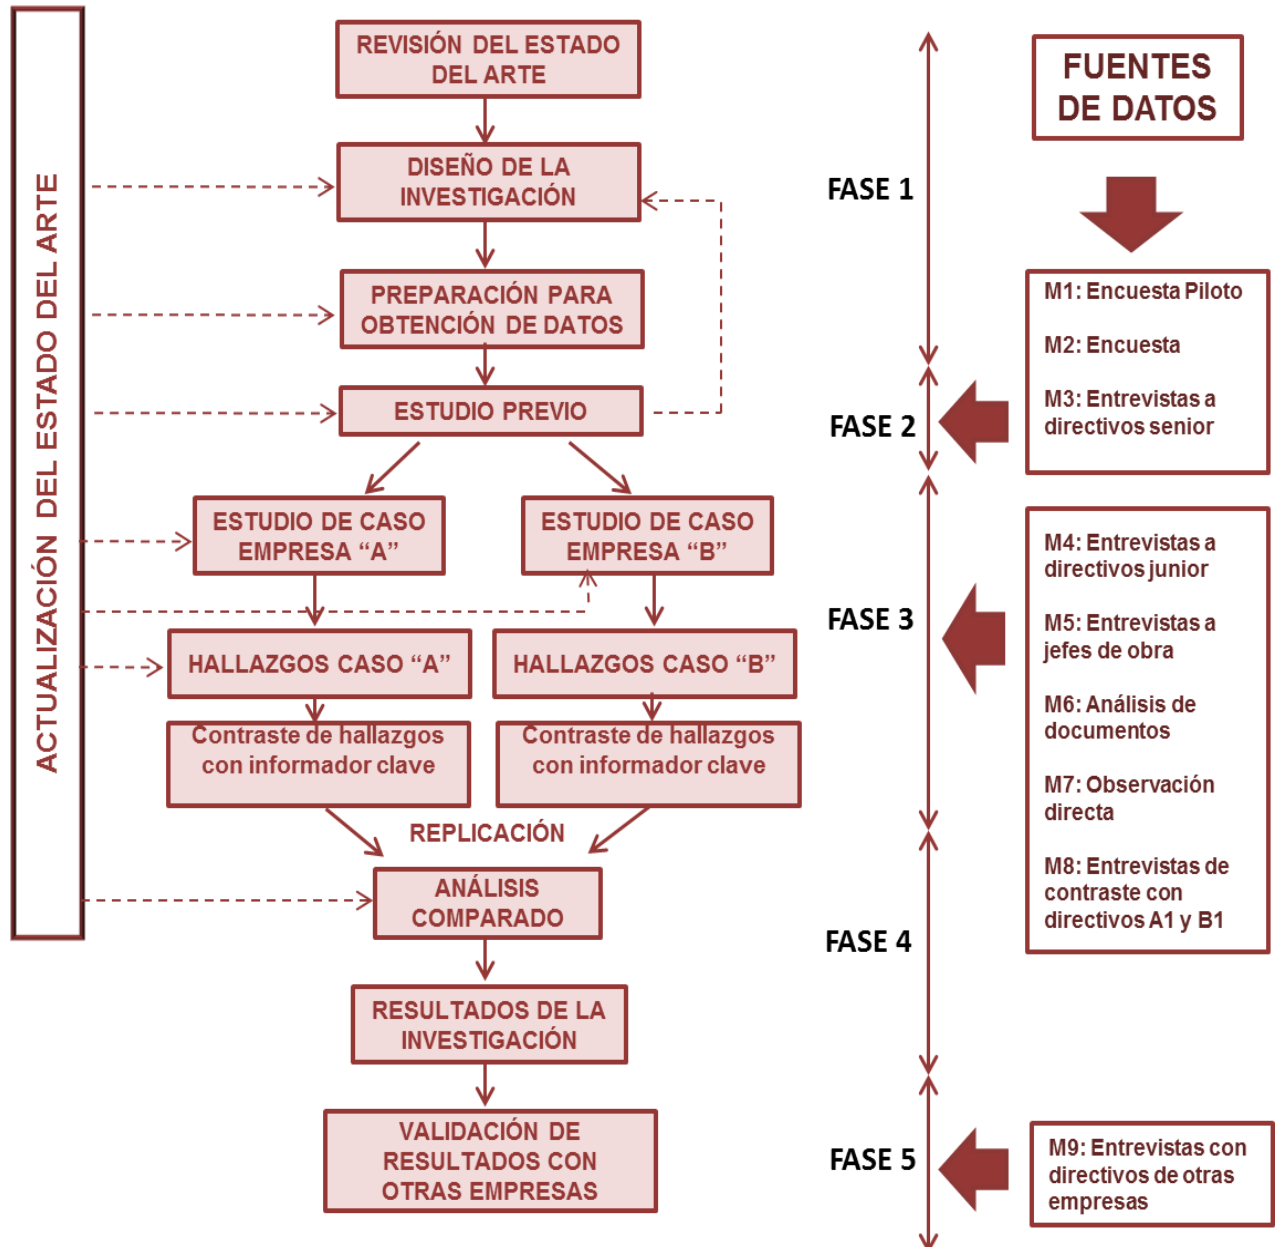 ACTUALIZACIÓN DEL ESTADO DEL ARTE
REVISIÓN DEL ESTADO
DEL ARTE
DISEÑO DE LA
INVESTIGACIÓN
PREPARACIÓN PARA
OBTENCIÓN DE DATOS
ESTUDIO PREVIO
ESTUDIO DE CASO
EMPRESA “A”
ESTUDIO DE CASO
EMPRESA “B”
HALLAZGOS CASO “A”
HALLAZGOS CASO “B”
Contraste de hallazgos
con informador clave
Contraste de hallazgos
con informador clave
REPLICACIÓN
ANÁLISIS
COMPARADO
RESULTADOS DE LA
INVESTIGACIÓN
VALIDACIÓN DE
RESULTADOS CON
OTRAS EMPRESAS
FASE 1
FASE 2
FASE 3
FASE 4
FASE 5
FUENTES
DE DATOS
M1: Encuesta Piloto
M2: Encuesta
M3: Entrevistas a
directivos senior
M4: Entrevistas a
directivos junior
M5: Entrevistas a
jefes de obra
M6: Análisis de
documentos
M7: Observación
directa
M8: Entrevistas de
contraste con
directivos A1 y B1
M9: Entrevistas con
directivos de otras
empresas